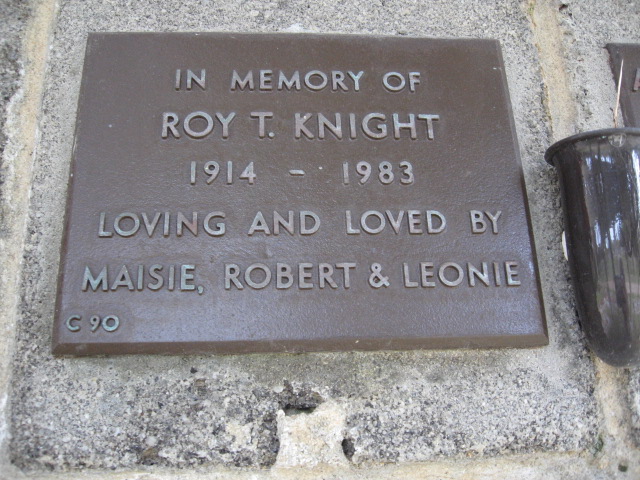 IN MEMORY OF
ROY T. KNIGHT
1914 - 1983
LOVING AND LOVED BY
MAISIE, ROBERT & LEONIE
C 90